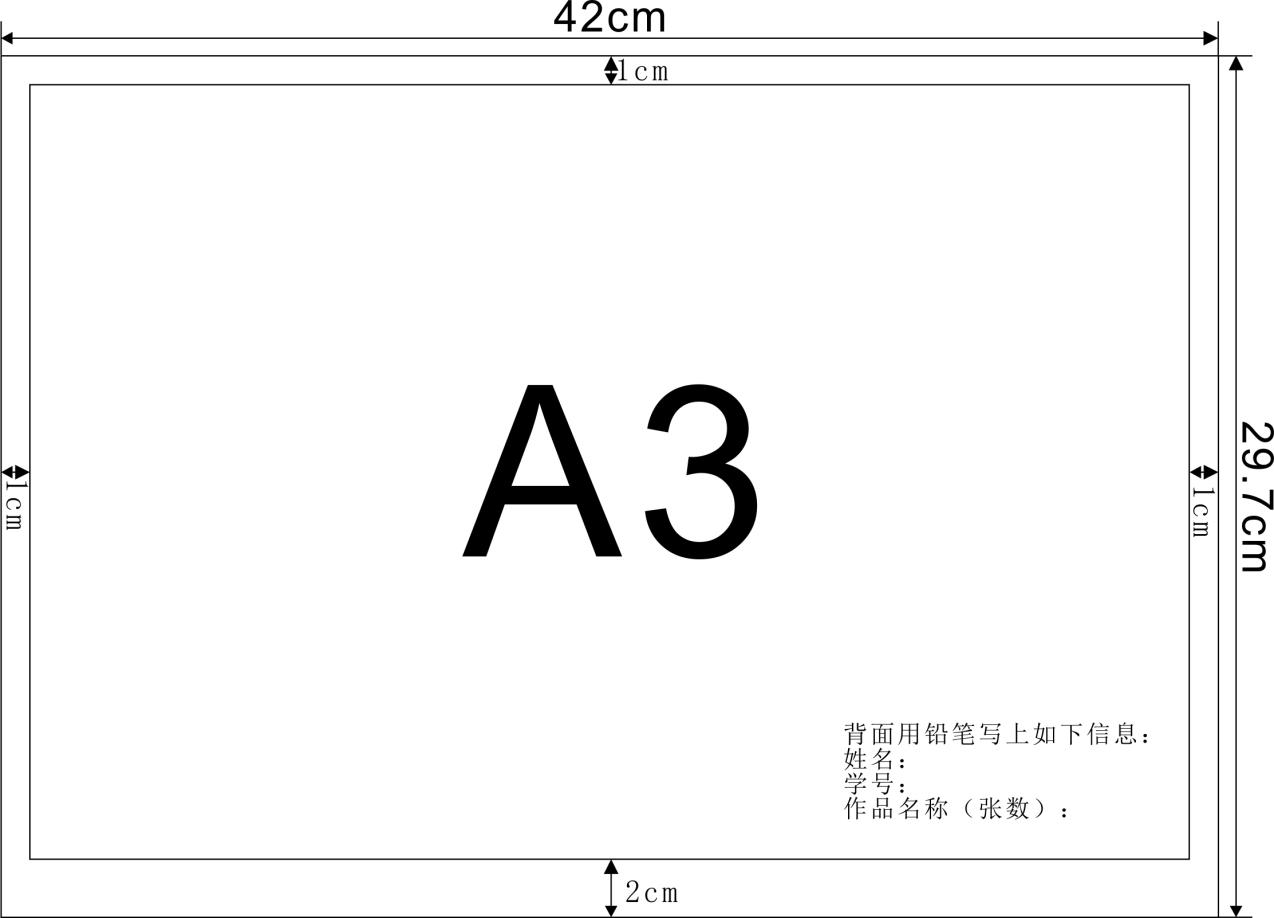 42cm
1cm
A3
1cm
1cm
29.7cm
背面用铅笔写上如下信息：
姓名：
学号：
作品名称（张数）：
2cm